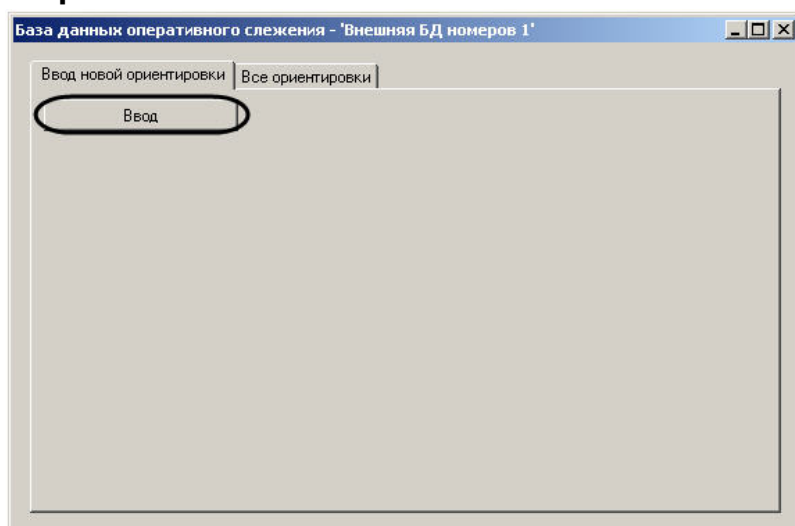 База данных оперативного слежения - 'Внешняя БД номеров 1'
Ввод новой ориентировки Все ориентировки
Ввод